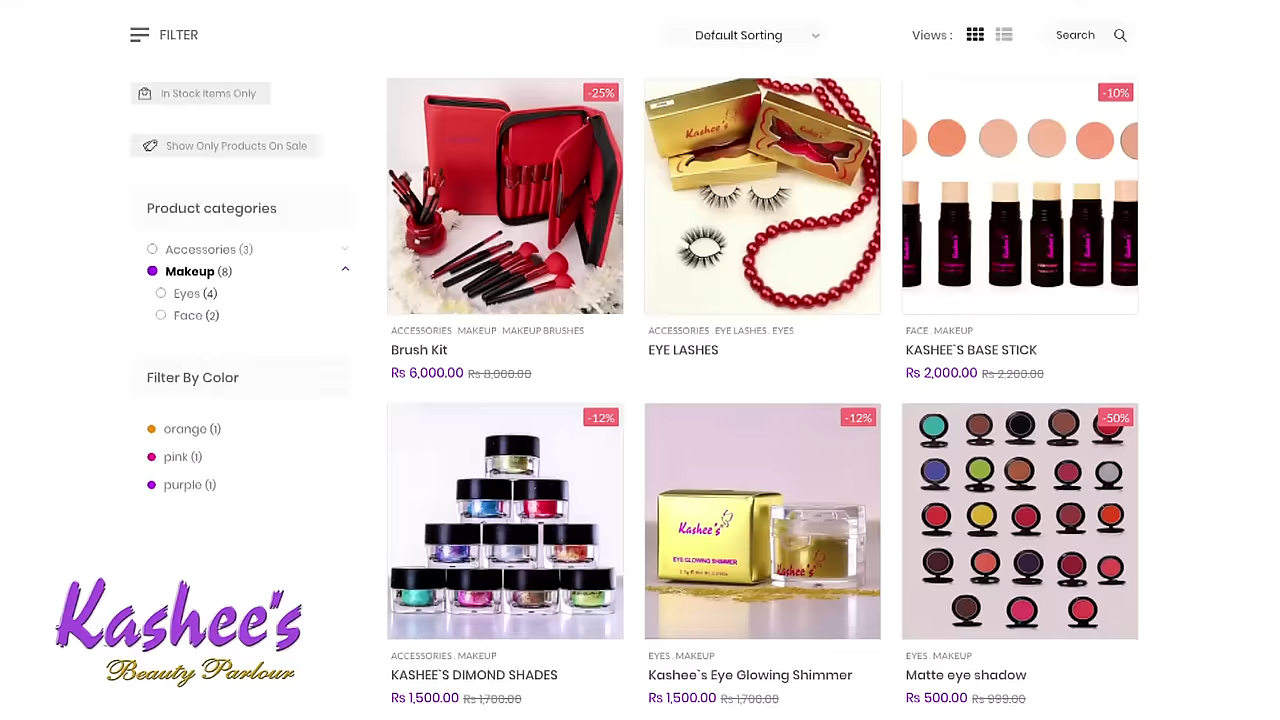 FILTER
Default Sorting
Views :
Search
In Stock Items Only
Show Only Products On Sale
Product categories
Accessories (3)
Makeup (8)
Eyes (4)
Face (2)
Filter By Color
orange (1)
pink (1)
purple (1)
Kashee's
Beauty Parlour
-25%
Kashee's
Kashee's
-10%
Kashee's
Kashee's
Kashee's
Kashee's
ACCESSORIES . MAKEUP . MAKEUP BRUSHES
Brush Kit
Rs 6,000.00 Rs 8,000.00
ACCESSORIES . EYE LASHES . EYES
EYE LASHES
FACE . MAKEUP
KASHEE`S BASE STICK
Rs 2,000.00 Rs 2,200.00
-12%
-12%
Kashee's
EYE GLOWING SHIMMER
Kashee's
-50%
ACCESSORIES . MAKEUP
KASHEE`S DIMOND SHADES
Rs 1,500.00 Rs 1,700.00
EYES . MAKEUP
Kashee`s Eye Glowing Shimmer
Rs 1,500.00 Rs 1,700.00
EYES . MAKEUP
Matte eye shadow
Rs 500.00 Rs 999.00